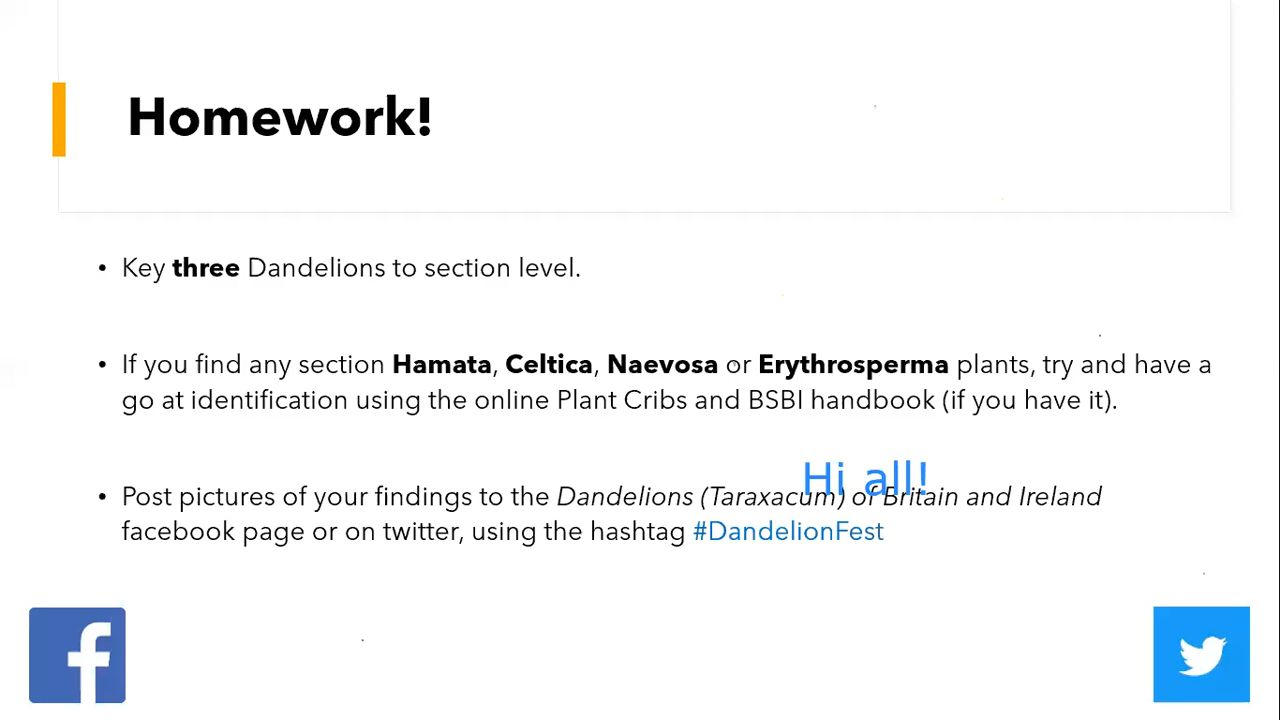 Homework!
• Key three Dandelions to section level.
• If you find any section Hamata, Celtica, Naevosa or Erythrosperma plants, try and have a
go at identification using the online Plant Cribs and BSBI handbook (if you have it).
Hi all!
• Post pictures of your findings to the Dandelions (Taraxacum) of Britain and Ireland
facebook page or on twitter, using the hashtag #DandelionFest
f